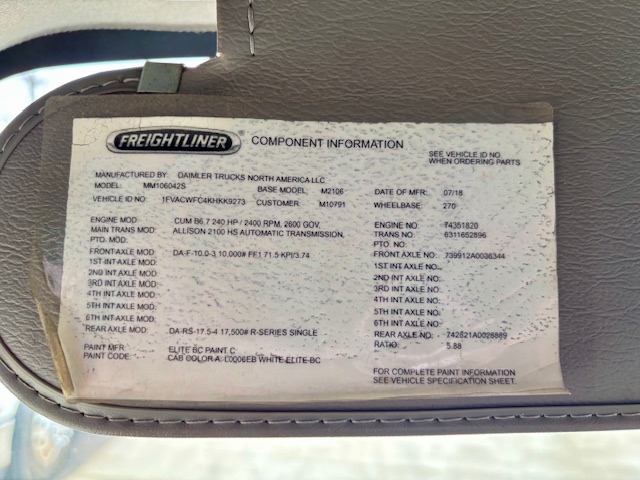 FREIGHTLINER COMPONENT INFORMATION
SEE VEHICLE ID NO.
WHEN ORDERING PARTS
MANUFACTURED BY: DAIMLER TRUCKS NORTH AMERICA LLC
MODEL: MM106042S BASE MODEL: M2106 DATE OF MFR: 07/18
VEHICLE ID NO: 1FVACWFC4KHKK9273 CUSTOMER: M10791 WHEELBASE: 270
ENGINE MOD: CUM B6.7 240 HP / 2400 RPM, 2600 GOV, ENGINE NO: 74351820
MAIN TRANS MOD: ALLISON 2100 HS AUTOMATIC TRANSMISSION, TRANS NO: 6311652896
PTO. MOD: PTO. NO:
FRONT AXLE MOD: DA-F-10.0-3 10,000# FF1 71.5 KPI/3.74 FRONT AXLE NO: 739912A0036344
1ST INT AXLE MOD: 1ST INT AXLE NO:
2ND INT AXLE MOD: 2ND INT AXLE NO:
3RD INT AXLE MOD: 3RD INT AXLE NO:
4TH INT AXLE MOD: 4TH INT AXLE NO:
5TH INT AXLE MOD: 5TH INT AXLE NO:
6TH INT AXLE MOD: 6TH INT AXLE NO:
REAR AXLE MOD: DA-RS-17.5-4 17,500# R-SERIES SINGLE REAR AXLE NO:
RATIO: 5.88
PAINT MFR: ELITE BC PAINT C
PAINT CODE: CAB COLOR A: L0006EB WHITE ELITE BC
FOR COMPLETE PAINT INFORMATION
SEE VEHICLE SPECIFICATION SHEET.